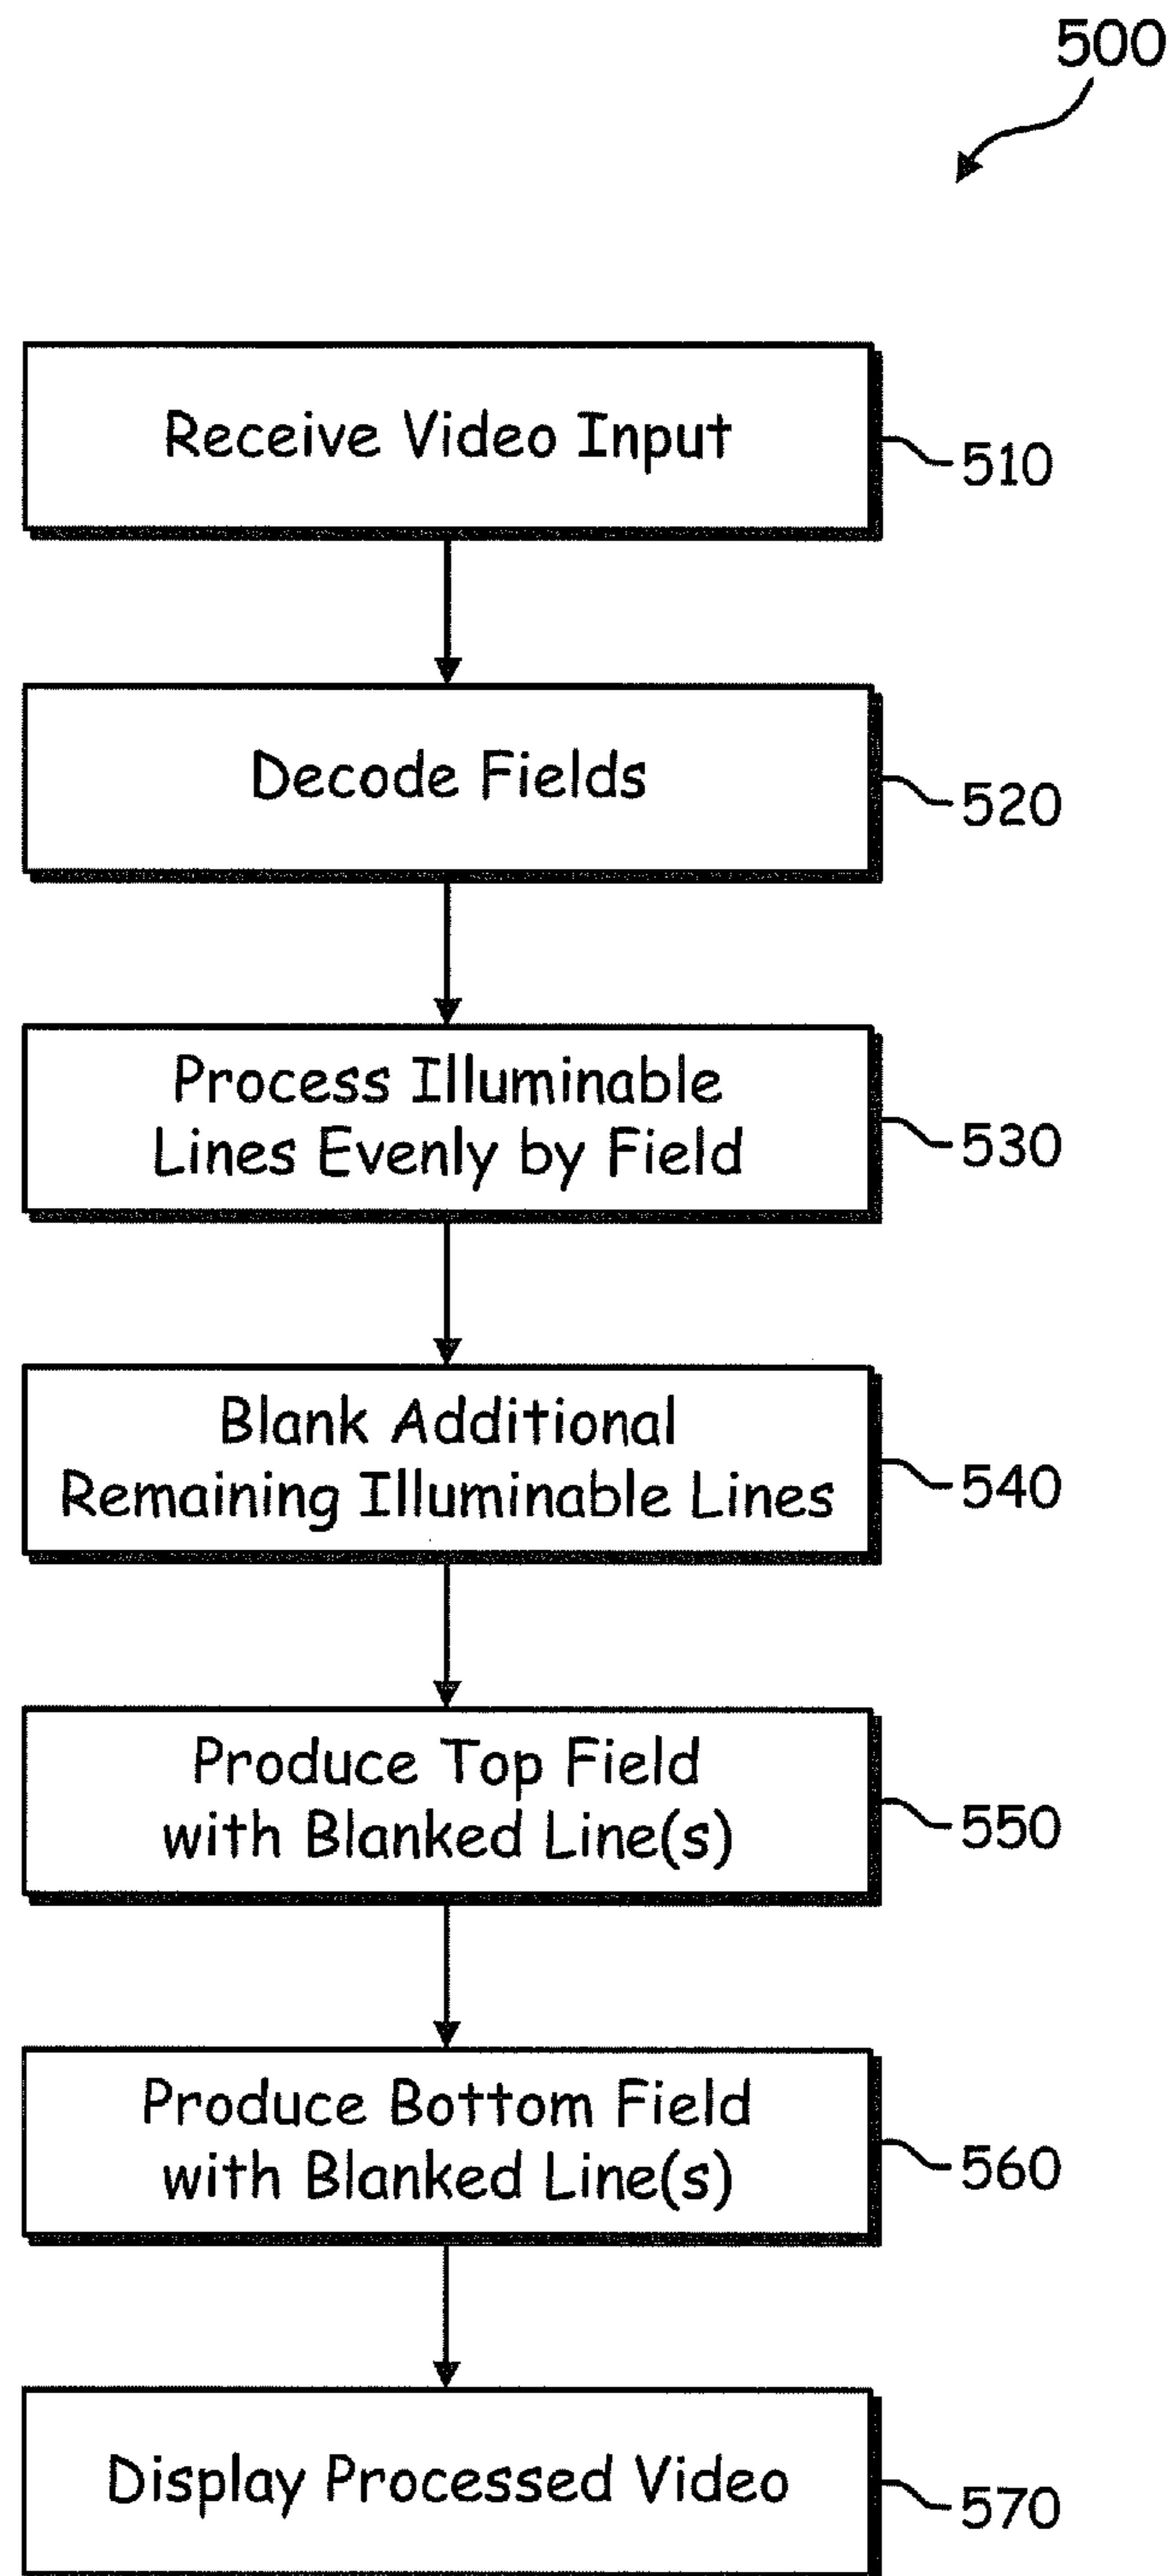 500
Receive Video Input
510
Decode Fields
520
Process Illuminable
Lines Evenly by Field
530
Blank Additional
Remaining Illuminable Lines
540
Produce Top Field
with Blanked Line(s)
550
Produce Bottom Field
with Blanked Line(s)
560
Display Processed Video
570